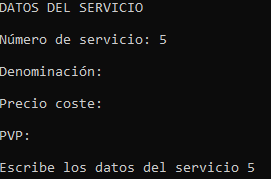 DATOS DEL SERVICIO
Número de servicio: 5
Denominación:
Precio coste:
PVP:
Escribe los datos del servicio 5